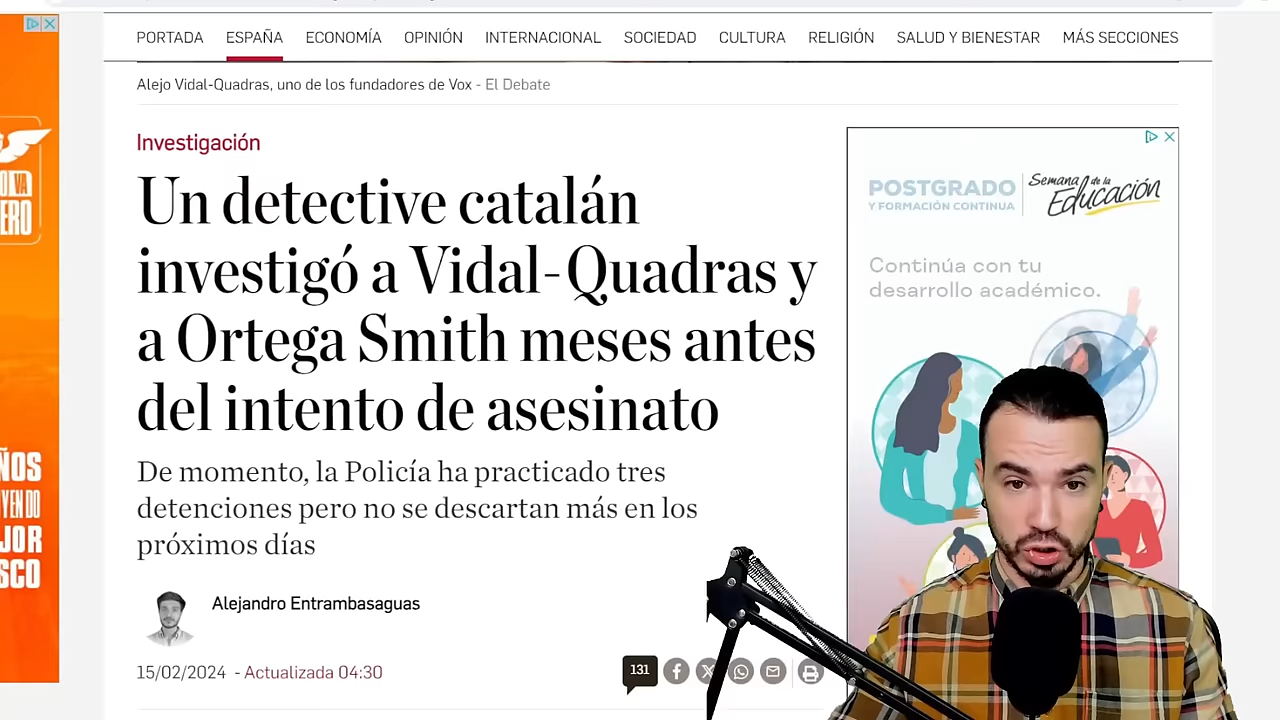 PORTADA ESPAÑA ECONOMÍA OPINIÓN INTERNACIONAL SOCIEDAD CULTURA RELIGIÓN SALUD Y BIENESTAR MÁS SECCIONES
Alejo Vidal-Quadras, uno de los fundadores de Vox - El Debate
Investigación
Un detective catalán
investigó a Vidal-Quadras y
a Ortega Smith meses antes
del intento de asesinato
De momento, la Policía ha practicado tres
detenciones pero no se descartan más en los
próximos días
Alejandro Entrambasaguas
15/02/2024 - Actualizada 04:30
131
POSTGRADO
Y FORMACIÓN CONTINUA
Semana de la
Educación
Continúa con tu
desarrollo académico.